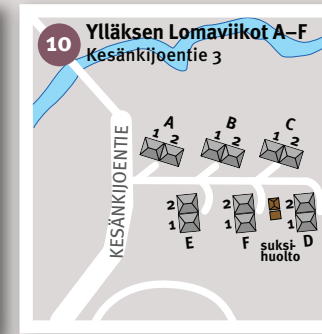 10
Ylläksen Lomaviikot A–F
Kesänkijoentie 3
KESÄNKIJOENTIE
A
1 2
B
1 2
C
1 2
2
1
E
2
1
F
suksi-
huolto
2
1
D